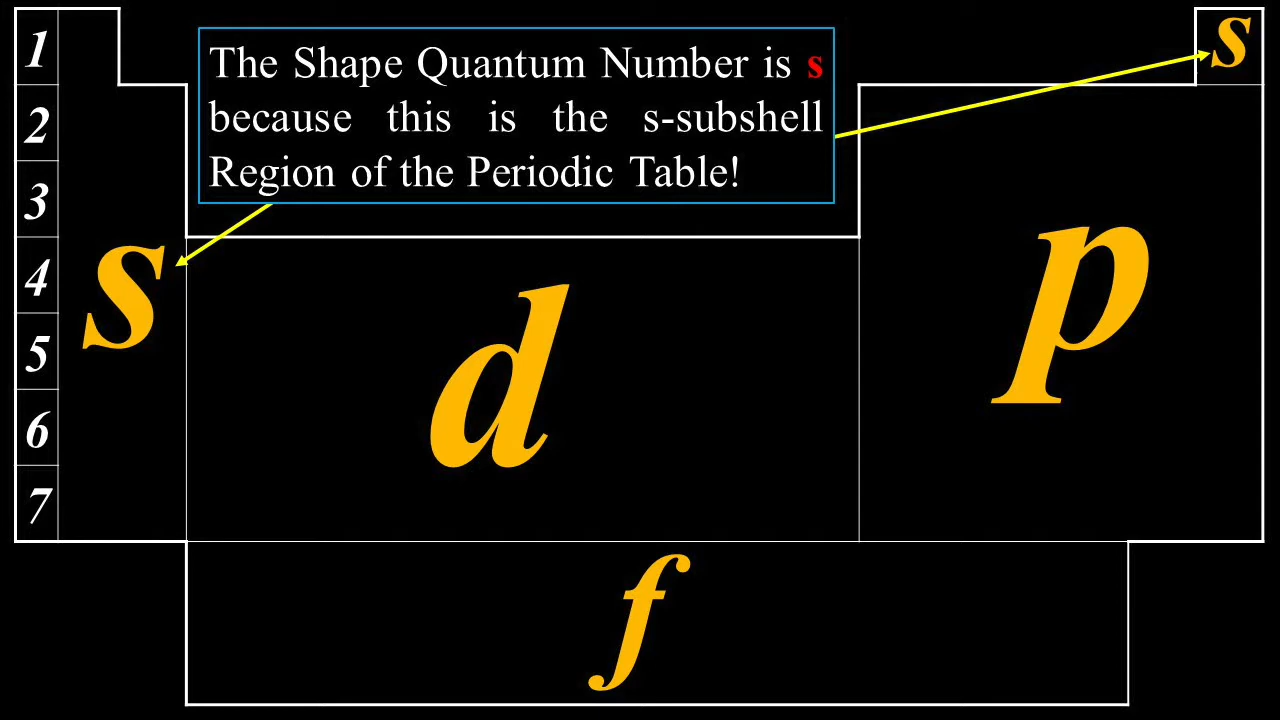 1
s
The Shape Quantum Number is s
because this is the s-subshell
Region of the Periodic Table!
2
3
4
5
6
7
s
d
p
f